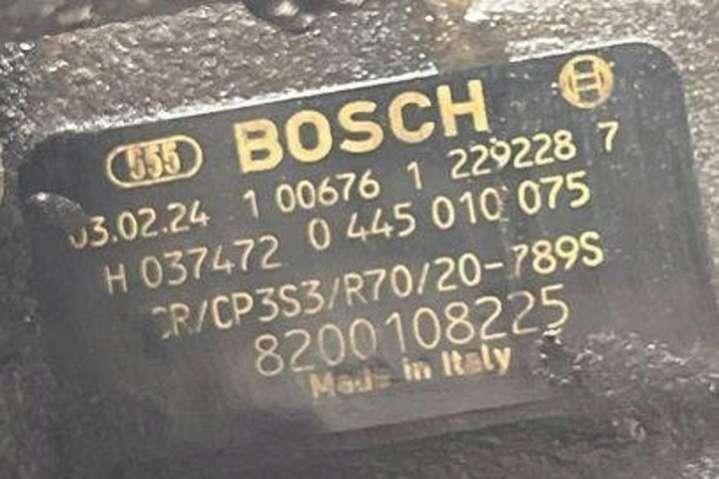 555 BOSCH
03.02.24 1 00676 1 229228 7
H 037472 0 445 010 075
CR/CP3S3/R70/20-789S
8200108225
Made in Italy